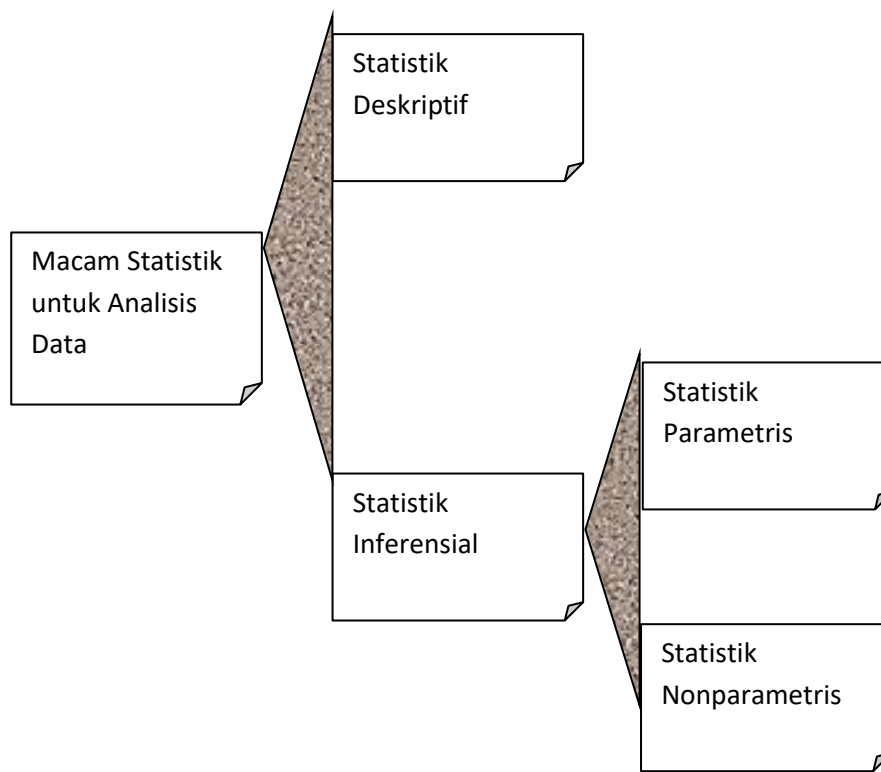 Statistik
Deskriptif
Macam Statistik
untuk Analisis
Data
Statistik
Inferensial
Statistik
Parametris
Statistik
Nonparametris